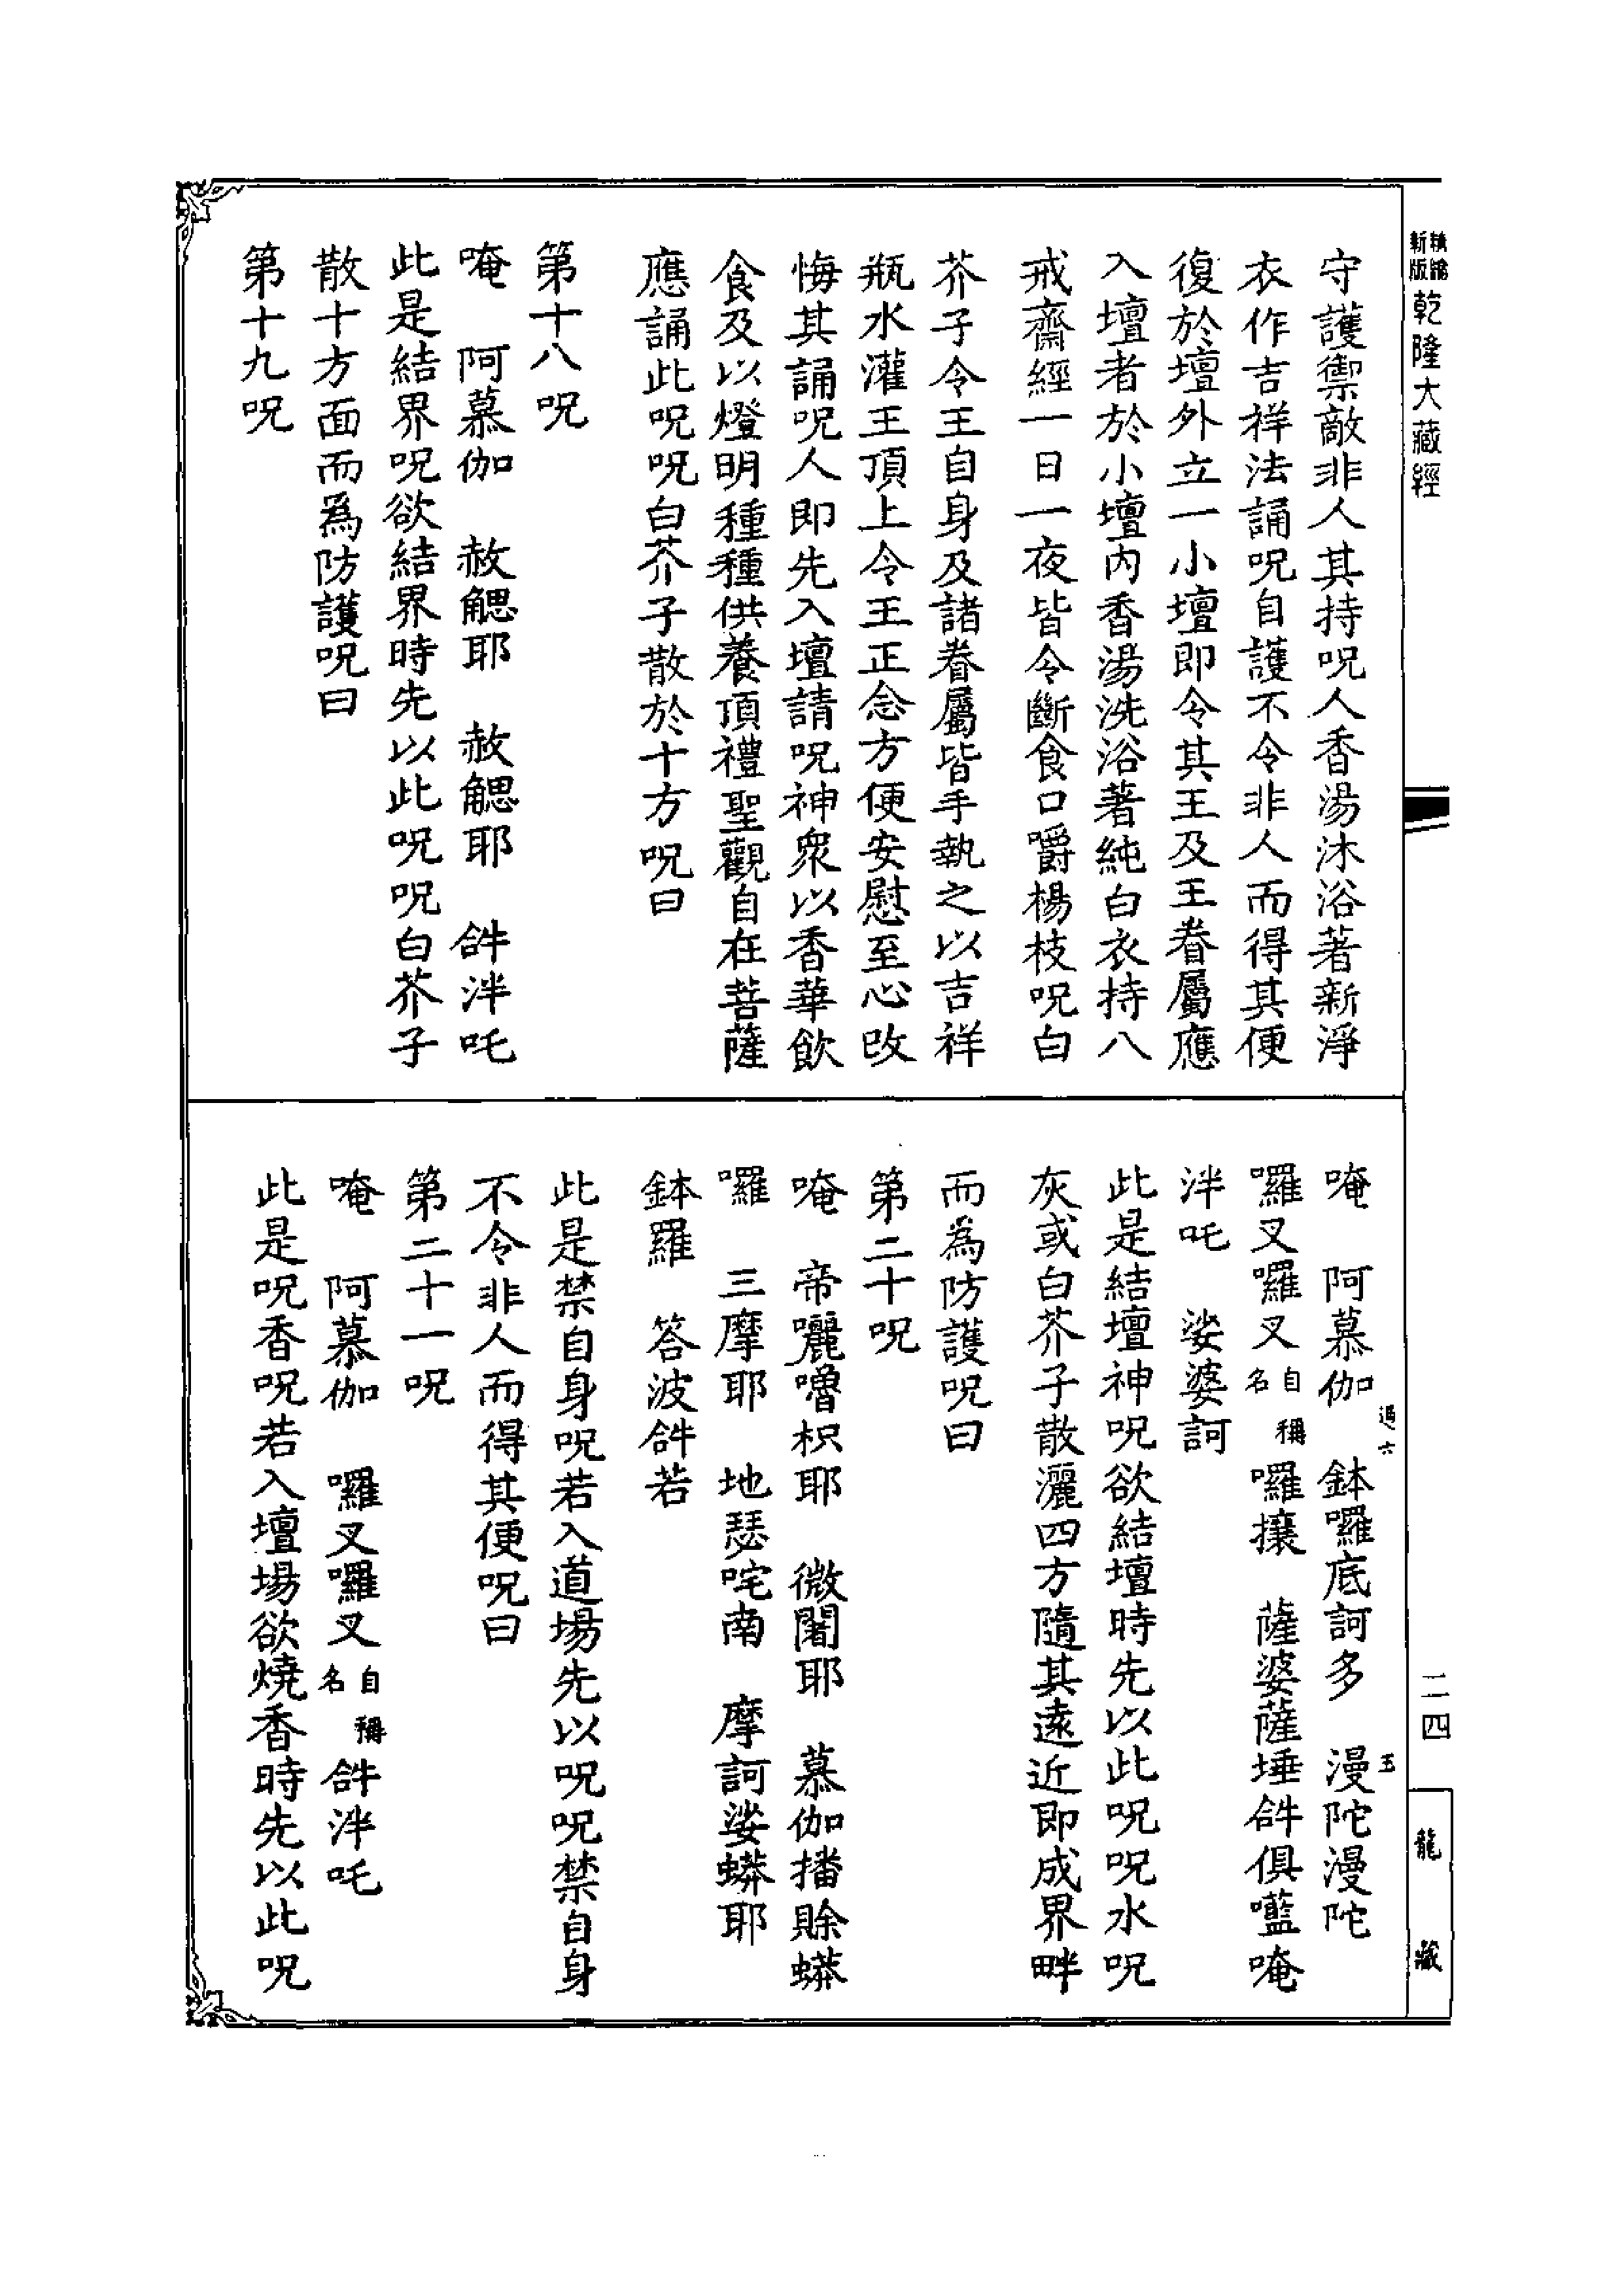 新版
乾隆大藏經
守護禦敵非人其持呪人香湯沐浴著新淨
衣作吉祥法誦呪自護不令非人而得其便
復於壇外立一小壇即令其王及王眷屬應
入壇者於小壇內香湯洗浴著純白衣持八
戒齋經一日一夜皆令斷食口嚼楊枝呪白
芥子令王自身及諸眷屬皆手執之以吉祥
瓶水灌王頂上令王正念方便安慰至心改
悔其誦呪人即先入壇請呪神眾以香華飲
食及以燈明種種供養頂禮聖觀自在菩薩
應誦此呪呪白芥子散於十方呪曰
第十八呪
唵　阿慕伽　赦䚡耶　赦䚡耶　𤙖泮吒
此是結界呪欲結界時先以此呪呪白芥子
散十方面而為防護呪曰
第十九呪
唵　阿慕伽　鉢囉底訶多　漫陀漫陀
囉叉囉叉自稱名　囉攘　薩婆薩埵𤙖俱㘕唵
泮吒　娑婆訶
此是結壇神呪欲結壇時先以此呪呪水呪
灰或白芥子散灑四方隨其遠近即成界畔
而為防護呪曰
第二十呪
唵　帝囇嚕枳耶　微闍耶　慕伽播賒蟒
囉　三摩耶　地瑟咤南　摩訶娑蟒耶
鉢羅　答波𤙖若
此是禁自身呪若入道場先以呪呪禁自身
不令非人而得其便呪曰
第二十一呪
唵　阿慕伽　囉叉囉叉自稱名　𤙖泮吒
此是呪香呪若入壇場欲燒香時先以此呪
過六
五
二四
龍藏